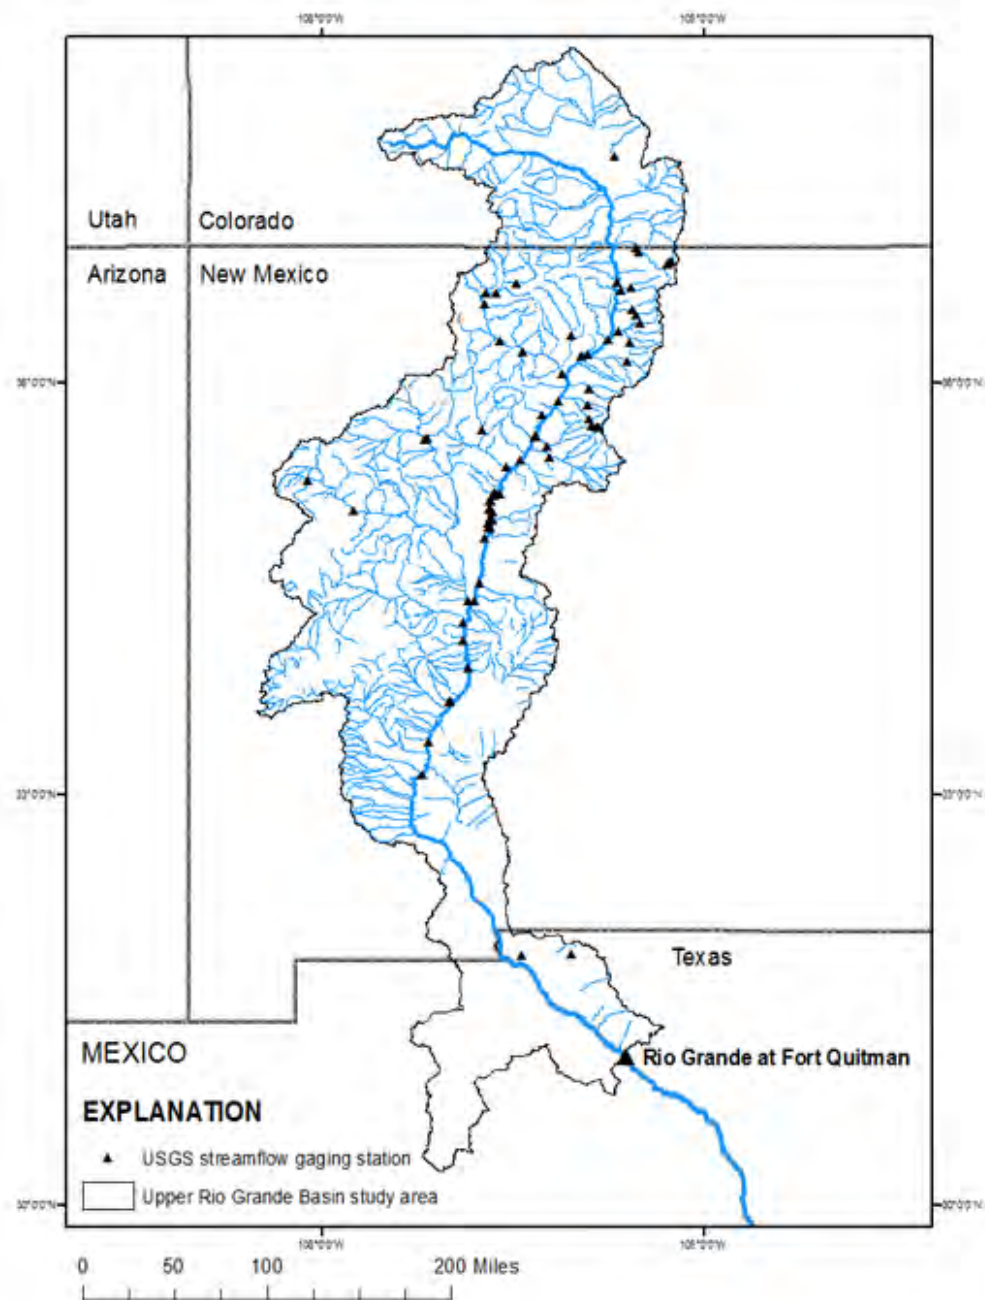 Utah Colorado
Arizona New Mexico
Texas
MEXICO
Rio Grande at Fort Quitman
EXPLANATION
USGS streamflow gaging station
Upper Rio Grande Basin study area
0 50 100 200 Miles